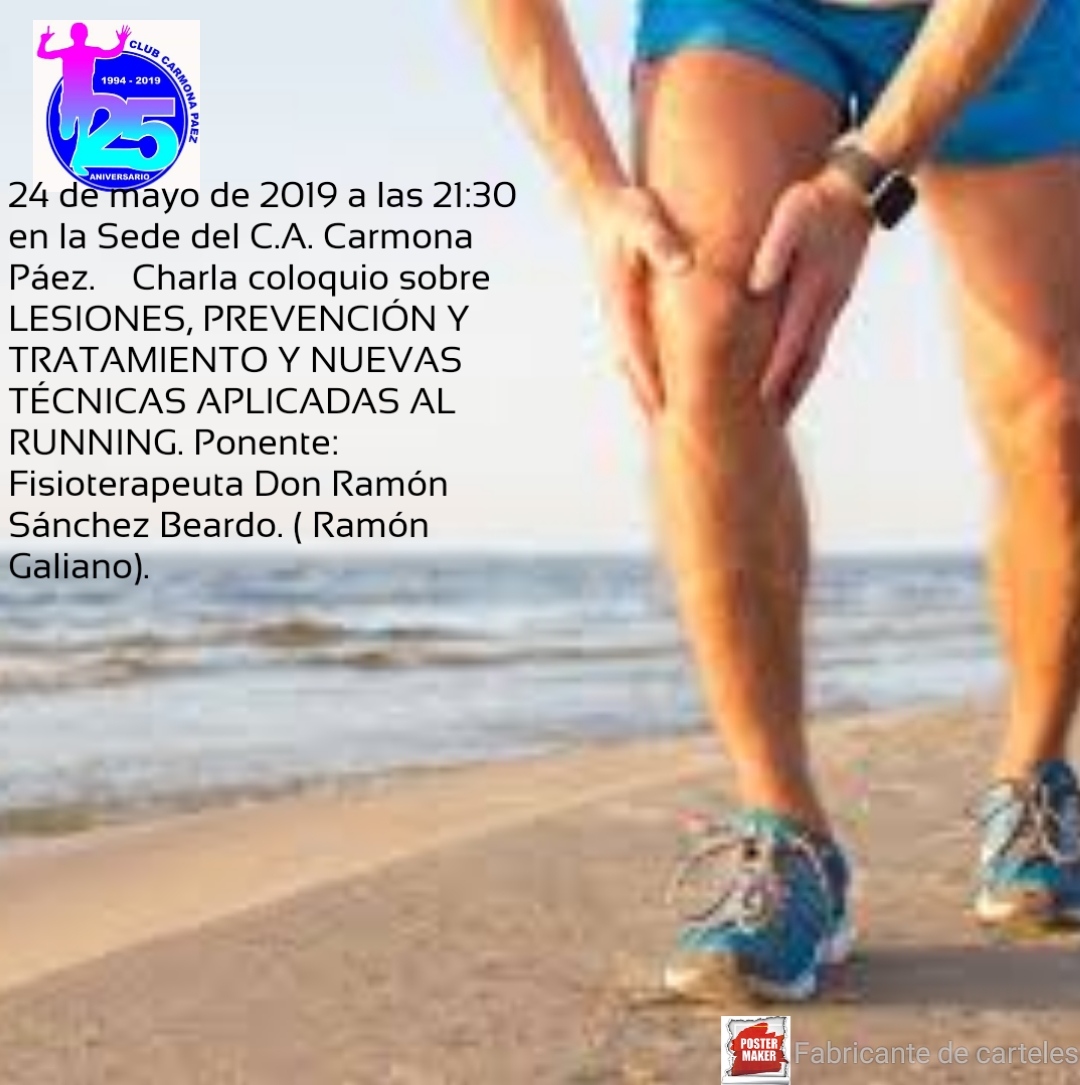 CLUB CARMONA PAEZ
1994 - 2019
25
ANIVERSARIO
24 de mayo de 2019 a las 21:30
en la Sede del C.A. Carmona
Páez.    Charla coloquio sobre
LESIONES, PREVENCIÓN Y
TRATAMIENTO Y NUEVAS
TÉCNICAS APLICADAS AL
RUNNING. Ponente:
Fisioterapeuta Don Ramón
Sánchez Beardo. ( Ramón
Galiano).
POSTER
MAKER
Fabricante de carteles